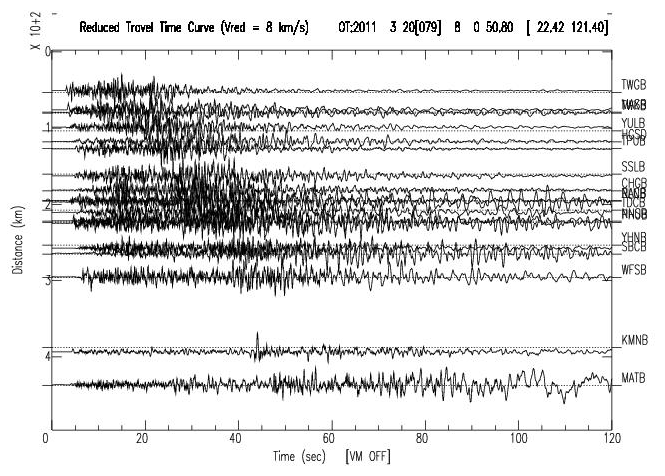 Reduced Travel Time Curve (Vred = 8 km/s) OT:2011 3 20[079] 8 0 50.80 [ 22.42 121.40]
X 10+2
0
TWGB
1
YULB
HGSD
TPUB
SSLB
CHGB
2
TDCB
YHNB
SBCB
WFSB
3
KMNB
4
MATB
Distance (km)
0 20 40 60 80 100 120
Time (sec) [VM OFF]